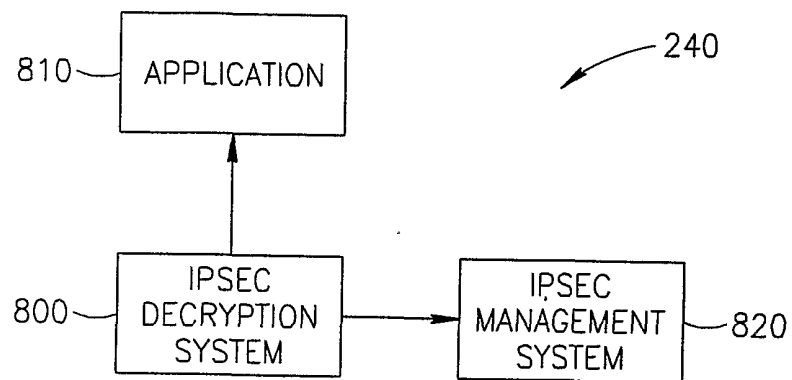 810
APPLICATION
240
800
IPSEC
DECRYPTION
SYSTEM
IPSEC
MANAGEMENT
SYSTEM
820